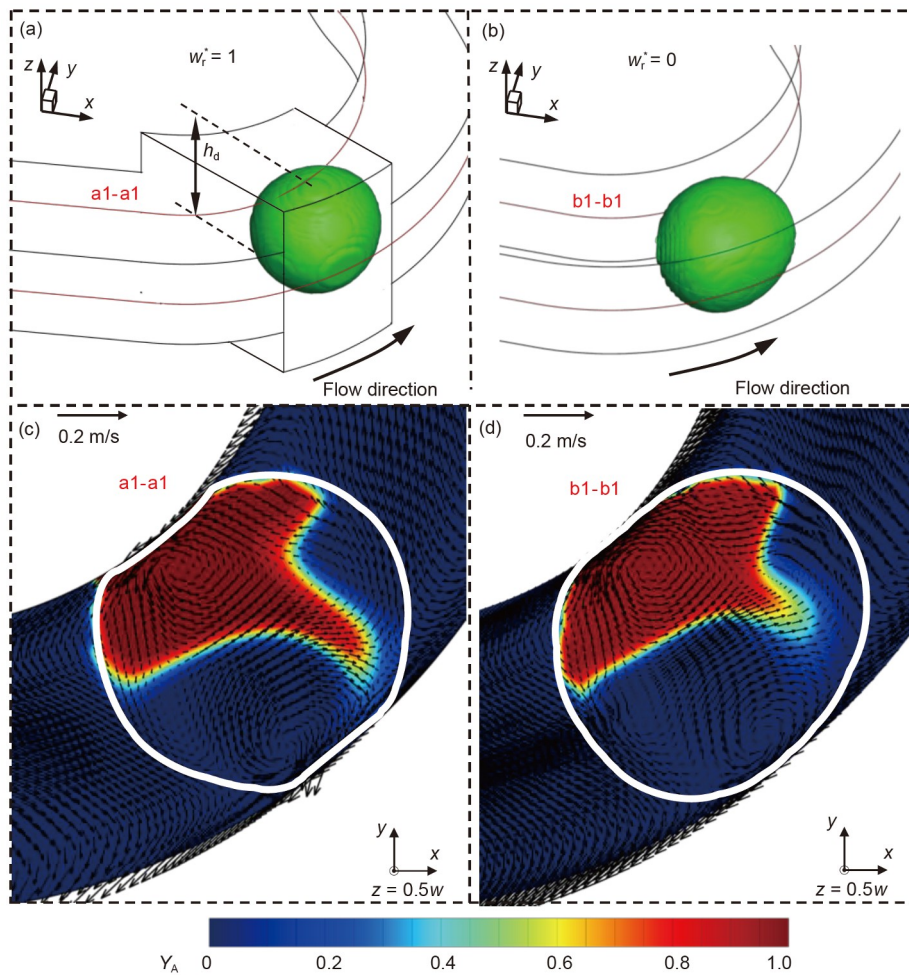 (a)
w*r = 1
z
y
x
hd
a1-a1
Flow direction
(b)
w*r = 0
z
y
x
b1-b1
Flow direction
(c)
0.2 m/s
a1-a1
y
x
z = 0.5w
(d)
0.2 m/s
b1-b1
y
x
z = 0.5w
YA 0 0.2 0.4 0.6 0.8 1.0